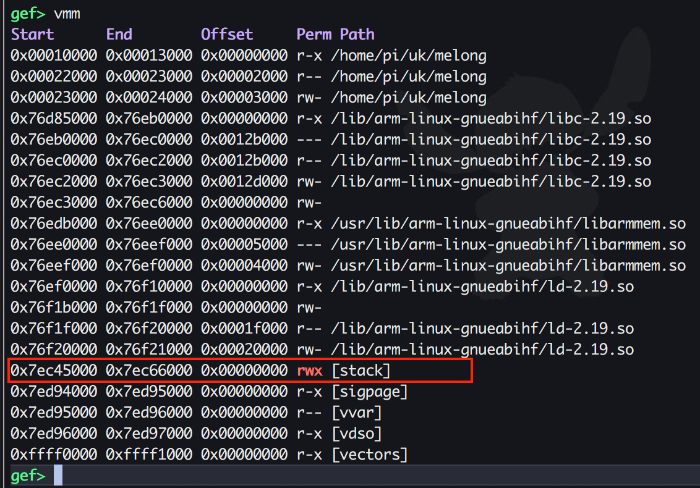 gef> vmm
Start End Offset Perm Path
0x00010000 0x00013000 0x00000000 r-x /home/pi/uk/melong
0x00022000 0x00023000 0x00002000 r-- /home/pi/uk/melong
0x00023000 0x00024000 0x00003000 rw- /home/pi/uk/melong
0x76d85000 0x76eb0000 0x00000000 r-x /lib/arm-linux-gnueabihf/libc-2.19.so
0x76eb0000 0x76ec0000 0x0012b000 --- /lib/arm-linux-gnueabihf/libc-2.19.so
0x76ec0000 0x76ec2000 0x0012b000 r-- /lib/arm-linux-gnueabihf/libc-2.19.so
0x76ec2000 0x76ec3000 0x0012d000 rw- /lib/arm-linux-gnueabihf/libc-2.19.so
0x76ec3000 0x76ec6000 0x00000000 rw-
0x76edb000 0x76ee0000 0x00000000 r-x /usr/lib/arm-linux-gnueabihf/libarmmem.so
0x76ee0000 0x76eef000 0x00005000 --- /usr/lib/arm-linux-gnueabihf/libarmmem.so
0x76eef000 0x76ef0000 0x00004000 rw- /usr/lib/arm-linux-gnueabihf/libarmmem.so
0x76ef0000 0x76f10000 0x00000000 r-x /lib/arm-linux-gnueabihf/ld-2.19.so
0x76f1b000 0x76f1f000 0x00000000 rw-
0x76f1f000 0x76f20000 0x0001f000 r-- /lib/arm-linux-gnueabihf/ld-2.19.so
0x76f20000 0x76f21000 0x00020000 rw- /lib/arm-linux-gnueabihf/ld-2.19.so
0x7ec45000 0x7ec66000 0x00000000 rwx [stack]
0x7ed94000 0x7ed95000 0x00000000 r-x [sigpage]
0x7ed95000 0x7ed96000 0x00000000 r-- [vvar]
0x7ed96000 0x7ed97000 0x00000000 r-x [vdso]
0xffff0000 0xffff1000 0x00000000 r-x [vectors]
gef>